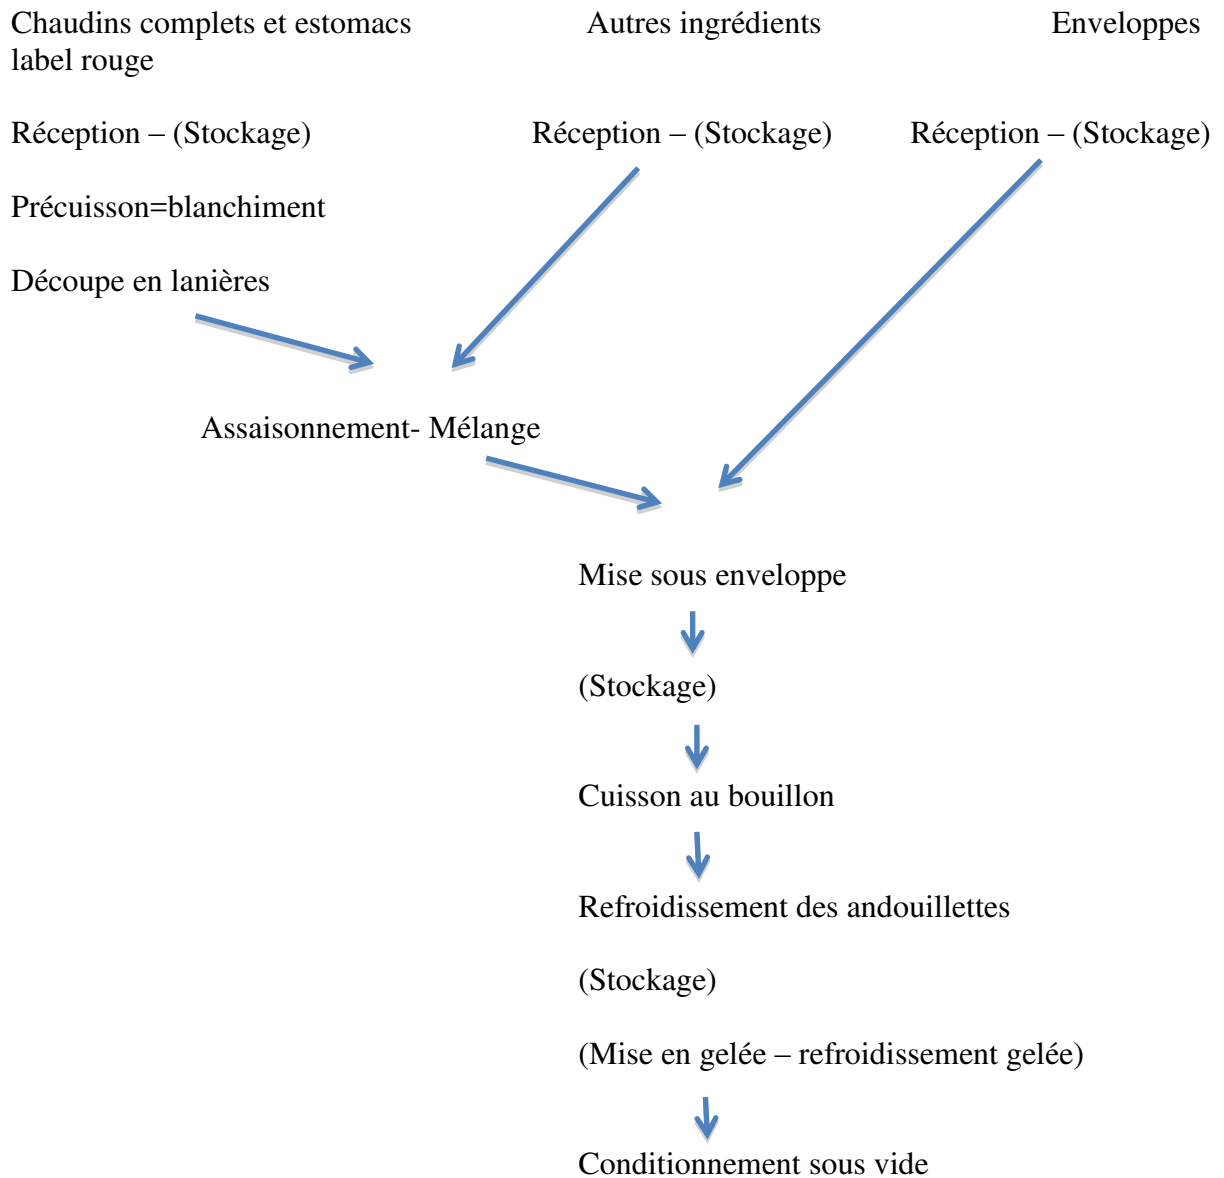 Chaudins complets et estomacs
label rouge
Autres ingrédients
Enveloppes
Réception – (Stockage)
Réception – (Stockage)
Réception – (Stockage)
Précuisson=blanchiment
Découpe en lanières
Assaisonnement- Mélange
Mise sous enveloppe
(Stockage)
Cuisson au bouillon
Refroidissement des andouillettes
(Stockage)
(Mise en gelée – refroidissement gelée)
Conditionnement sous vide